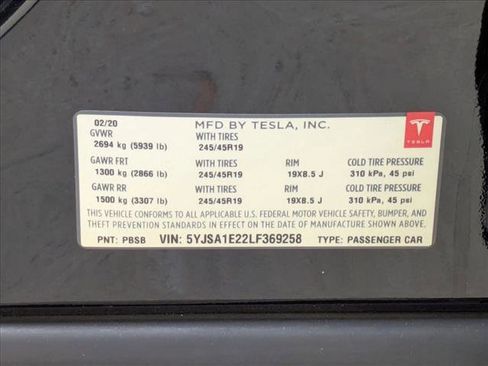 02/20 MFD BY TESLA, INC.
GVWR WITH TIRES
2694 kg (5939 lb) 245/45R19 TESLA
GAWR FRT WITH TIRES RIM COLD TIRE PRESSURE
1300 kg (2866 lb) 245/45R19 19X8.5 J 310 kPa, 45 psi
GAWR RR WITH TIRES RIM COLD TIRE PRESSURE
1500 kg (3307 lb) 245/45R19 19X8.5 J 310 kPa, 45 psi
THIS VEHICLE CONFORMS TO ALL APPLICABLE U.S. FEDERAL MOTOR VEHICLE SAFETY, BUMPER, AND
THEFT PREVENTION STANDARDS IN EFFECT ON THE DATE OF MANUFACTURE SHOWN ABOVE.
PNT: PBSB VIN: 5YJSA1E22LF369258 TYPE: PASSENGER CAR